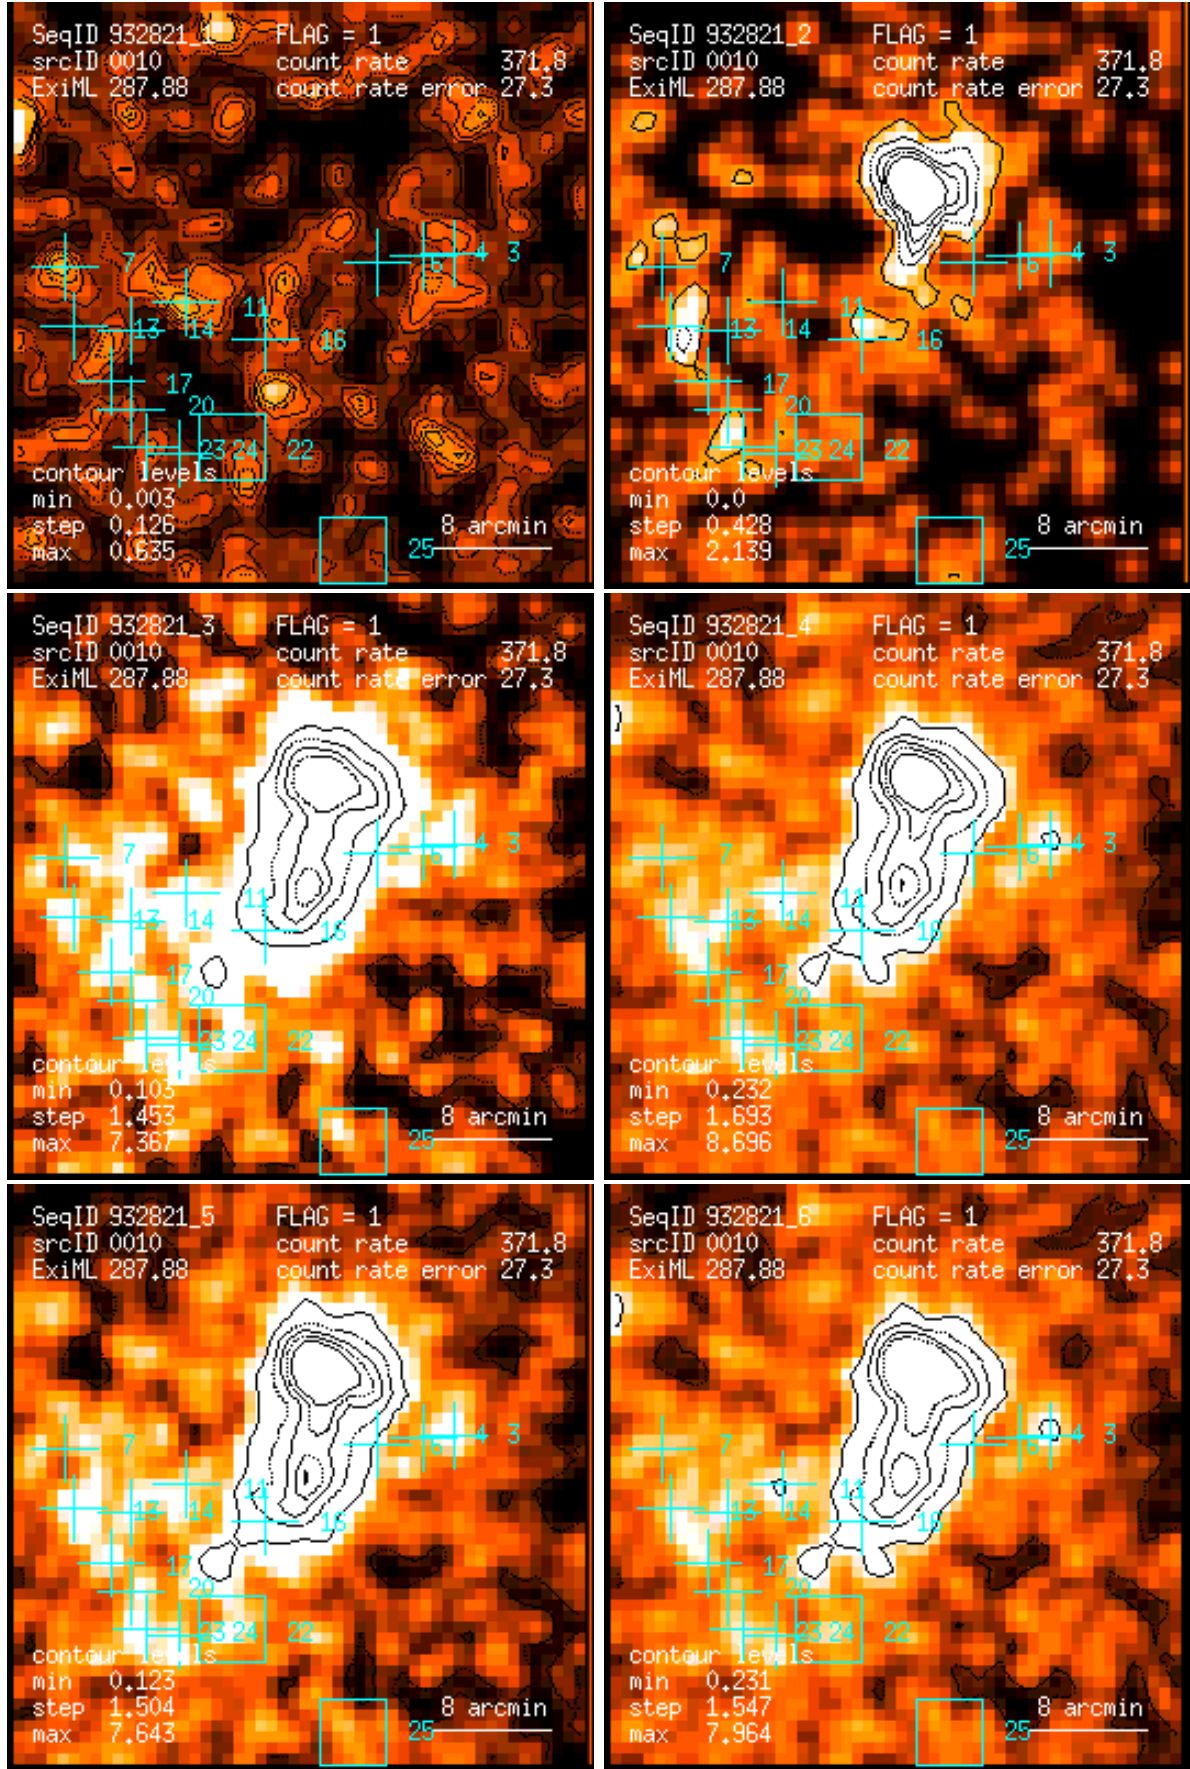 SeqID 932821_1 FLAG = 1
srcID 0010 count rate 371.8
ExiML 287.88 count rate error 27.3
7 6 4 3
11
13 14 16
17
20
23 24 22
contour levels
min 0.003
step 0.126 8 arcmin
max 0.635 25
SeqID 932821_2 FLAG = 1
srcID 0010 count rate 371.8
ExiML 287.88 count rate error 27.3
7 6 4 3
11
13 14 16
17
20
23 24 22
contour levels
min 0.0
step 0.428 8 arcmin
max 2.139 25
SeqID 932821_3 FLAG = 1
srcID 0010 count rate 371.8
ExiML 287.88 count rate error 27.3
7 6 4 3
11
13 14 16
17
20
23 24 22
contour levels
min 0.103
step 1.453 8 arcmin
max 7.367 25
SeqID 932821_4 FLAG = 1
srcID 0010 count rate 371.8
ExiML 287.88 count rate error 27.3
7 6 4 3
11
13 14 16
17
20
23 24 22
contour levels
min 0.232
step 1.693 8 arcmin
max 8.696 25
SeqID 932821_5 FLAG = 1
srcID 0010 count rate 371.8
ExiML 287.88 count rate error 27.3
7 6 4 3
11
13 14 16
17
20
23 24 22
contour levels
min 0.123
step 1.504 8 arcmin
max 7.643 25
SeqID 932821_6 FLAG = 1
srcID 0010 count rate 371.8
ExiML 287.88 count rate error 27.3
7 6 4 3
11
13 14 16
17
20
23 24 22
contour levels
min 0.231
step 1.547 8 arcmin
max 7.964 25